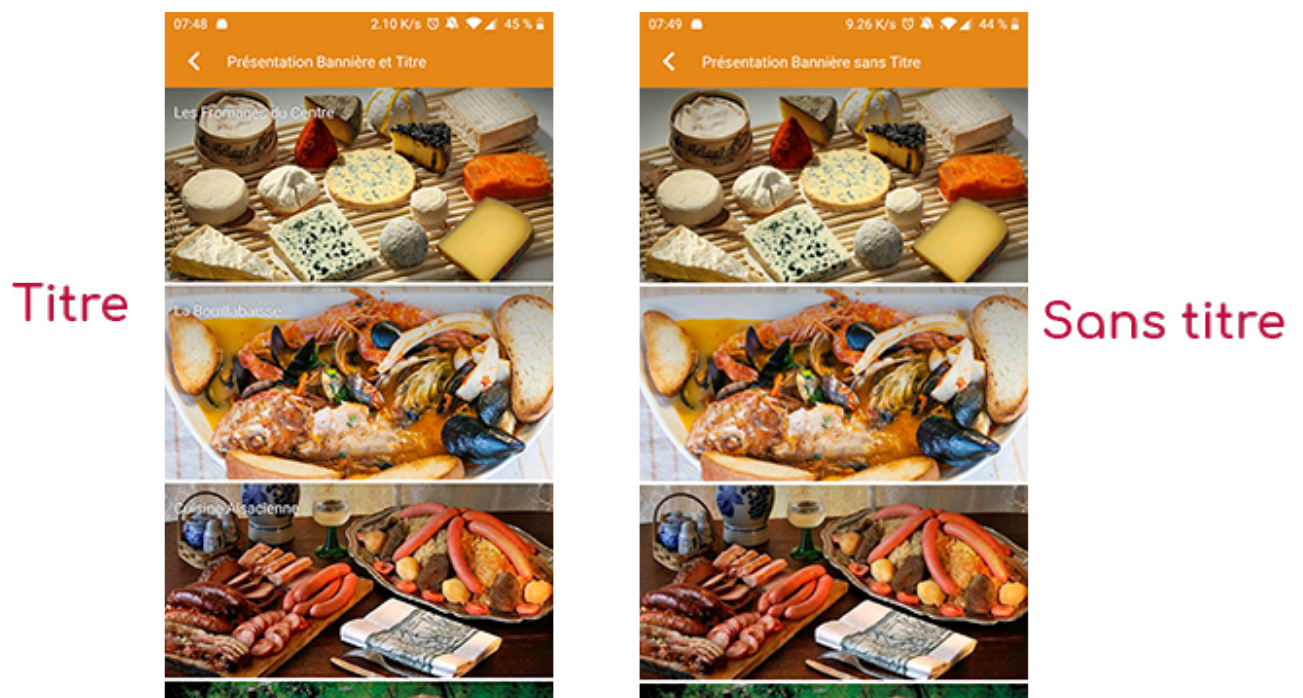 07:48 2.10 K/s 45 %
Présentation Bannière et Titre
Les Fromages du Centre
La Bouillabaisse
Cuisine Alsacienne
Titre
07:49 9.26 K/s 44 %
Présentation Bannière sans Titre
Sans titre